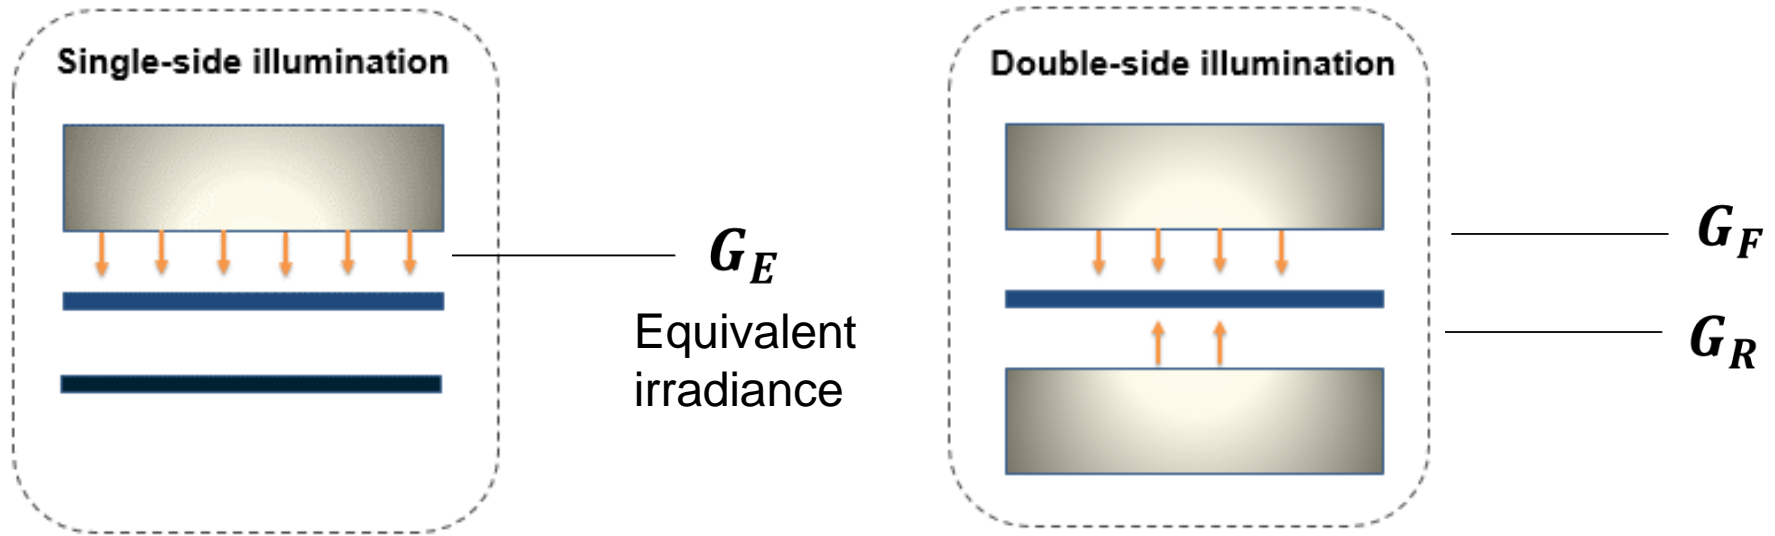 Single-side illumination
G_E
Equivalent
irradiance
Double-side illumination
G_F
G_R